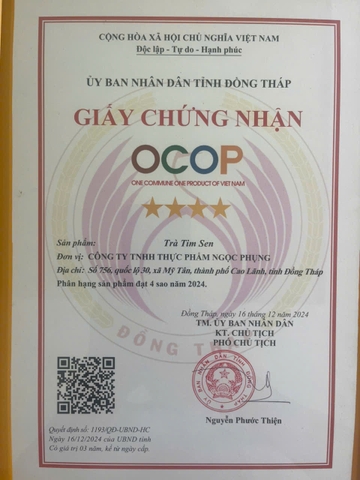 CỘNG HÒA XÃ HỘI CHỦ NGHĨA VIỆT NAM
Độc lập - Tự do - Hạnh phúc
ỦY BAN NHÂN DÂN TỈNH ĐỒNG THÁP
GIẤY CHỨNG NHẬN
OCOP
ONE COMMUNE ONE PRODUCT OF VIET NAM
Sản phẩm: Trà Tim Sen
Đơn vị: CÔNG TY TNHH THỰC PHẨM NGỌC PHỤNG
Địa chỉ: Số 756, quốc lộ 30, xã Mỹ Tân, thành phố Cao Lãnh, tỉnh Đồng Tháp
Phân hạng sản phẩm đạt 4 sao năm 2024.
Đồng Tháp, ngày 16 tháng 12 năm 2024
TM. ỦY BAN NHÂN DÂN
KT. CHỦ TỊCH
PHÓ CHỦ TỊCH
ĐỒNG
Nguyễn Phước Thiện
Quyết định số: 1193/QĐ-UBND-HC
Ngày 16/12/2024 của UBND tỉnh
Có giá trị 03 năm, kể từ ngày cấp.